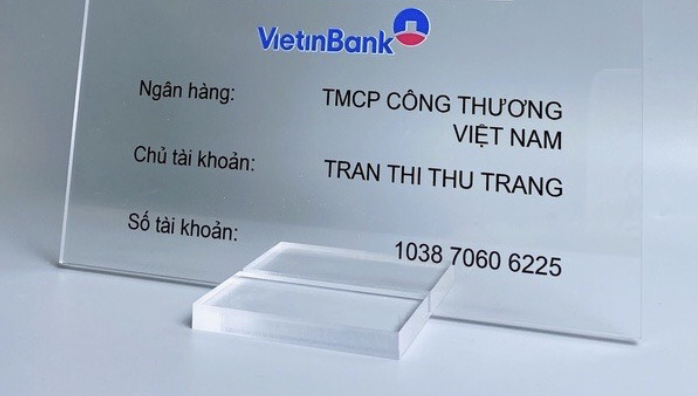 VietinBank
Ngân hàng: TMCP CÔNG THƯƠNG
VIỆT NAM
Chủ tài khoản: TRAN THI THU TRANG
Số tài khoản: 1038 7060 6225